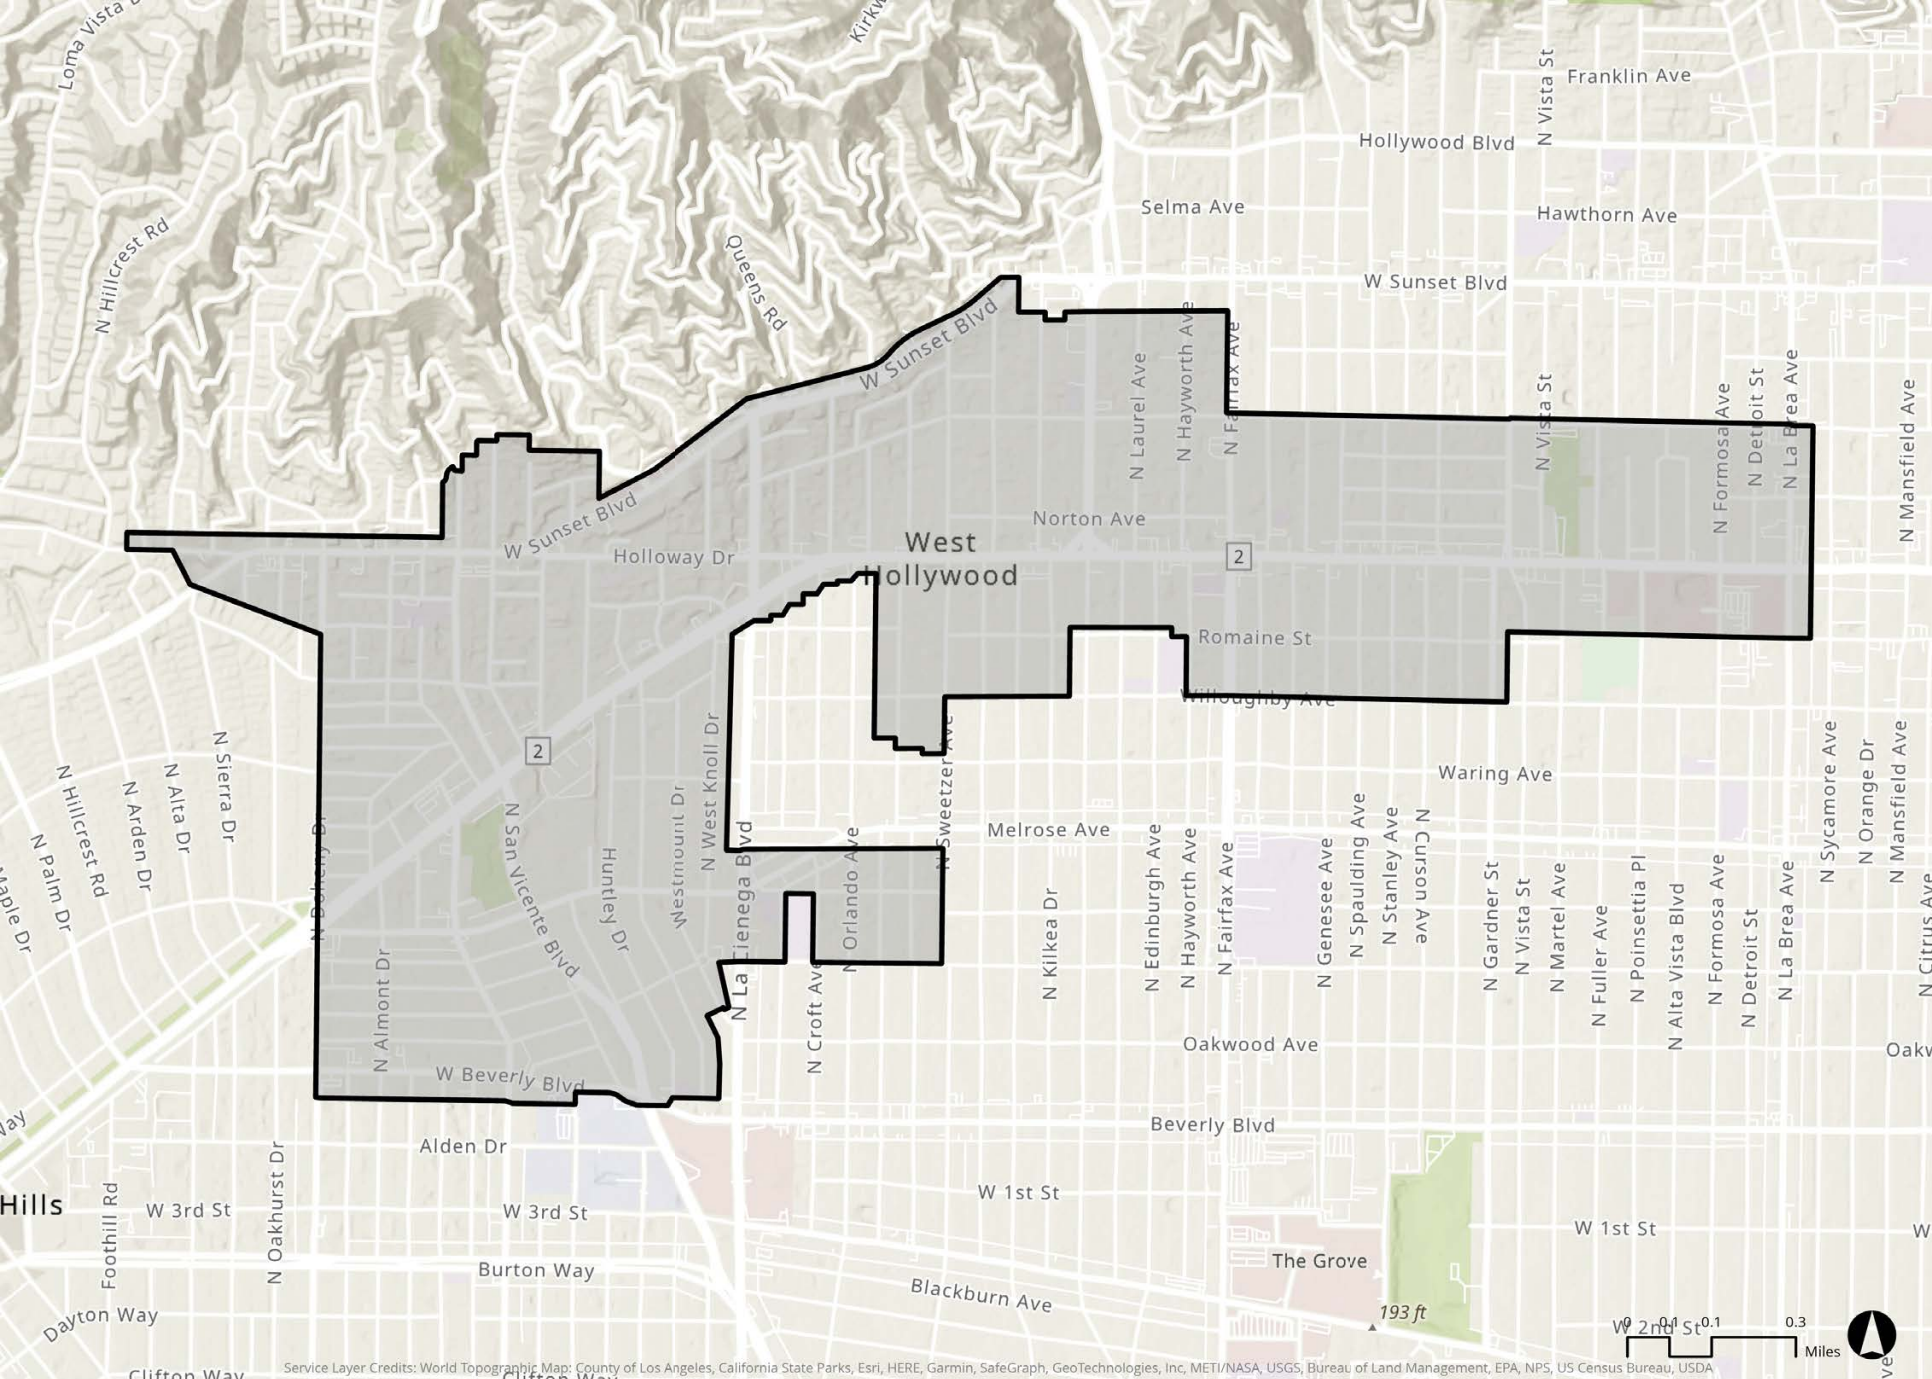 Loma Vista
Kirkw
N Vista St
Franklin Ave
Hollywood Blvd
Selma Ave
Hawthorn Ave
N Hillcrest Rd
Queens Rd
W Sunset Blvd
W Sunset Blvd
N Laurel Ave
N Hayworth Ave
N Fairfax Ave
N Vista St
N Formosa Ave
N Detroit St
N La Brea Ave
N Mansfield Ave
W Sunset Blvd
Holloway Dr
Norton Ave
West
Hollywood
2
Romaine St
Willoughby Ave
2
N Sierra Dr
N Alta Dr
N Arden Dr
N Hillcrest Rd
N Palm Dr
Maple Dr
N Doheny Dr
N San Vicente Blvd
Huntley Dr
Westmount Dr
N West Knoll Dr
N La Cienega Blvd
N Orlando Ave
N Sweetzer Ave
N Croft Ave
N Almont Dr
Waring Ave
Melrose Ave
N Kilkea Dr
N Edinburgh Ave
N Hayworth Ave
N Fairfax Ave
N Genesee Ave
N Spaulding Ave
N Stanley Ave
N Curson Ave
N Gardner St
N Vista St
N Martel Ave
N Fuller Ave
N Poinsettia Pl
N Alta Vista Blvd
N Formosa Ave
N Detroit St
N La Brea Ave
N Sycamore Ave
N Orange Dr
N Mansfield Ave
N Citrus Ave
Oakwood Ave
Oakw
W Beverly Blvd
Beverly Blvd
Way
Alden Dr
Hills
Foothill Rd
W 3rd St
N Oakhurst Dr
W 3rd St
W 1st St
W 1st St
W
Burton Way
The Grove
Blackburn Ave
193 ft
Dayton Way
W 2nd St
0 0.1 0.1 0.3
Miles
Clifton Way
Clifton Way
Service Layer Credits: World Topographic Map: County of Los Angeles, California State Parks, Esri, HERE, Garmin, SafeGraph, GeoTechnologies, Inc, METI/NASA, USGS, Bureau of Land Management, EPA, NPS, US Census Bureau, USDA